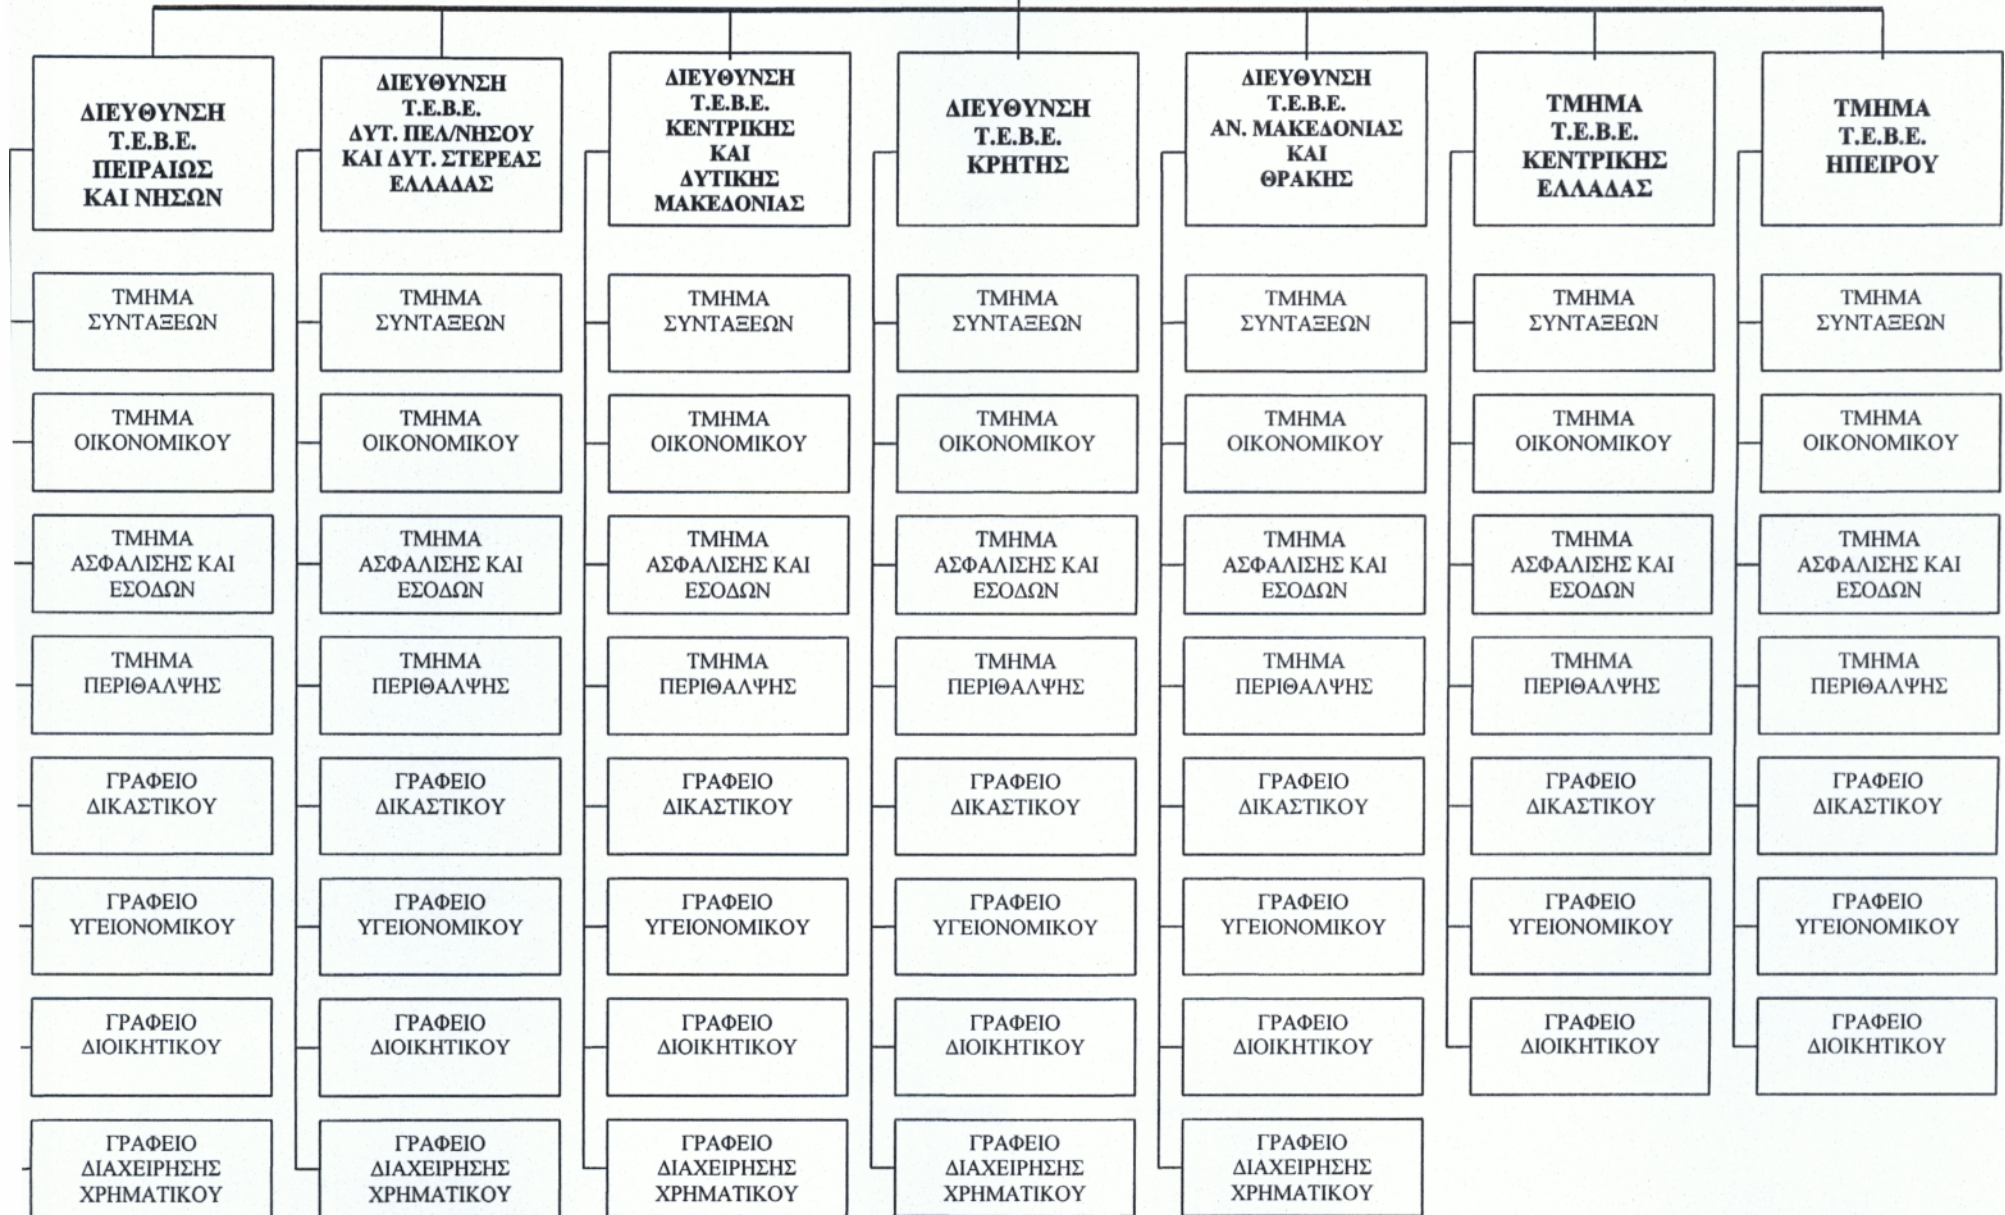 ΔΙΕΥΘΥΝΣΗ
Τ.Ε.Β.Ε.
ΠΕΙΡΑΙΩΣ
ΚΑΙ ΝΗΣΩΝ
ΤΜΗΜΑ
ΣΥΝΤΑΞΕΩΝ
ΤΜΗΜΑ
ΟΙΚΟΝΟΜΙΚΟΥ
ΤΜΗΜΑ
ΑΣΦΑΛΙΣΗΣ ΚΑΙ
ΕΣΟΔΩΝ
ΤΜΗΜΑ
ΠΕΡΙΘΑΛΨΗΣ
ΓΡΑΦΕΙΟ
ΔΙΚΑΣΤΙΚΟΥ
ΓΡΑΦΕΙΟ
ΥΓΕΙΟΝΟΜΙΚΟΥ
ΓΡΑΦΕΙΟ
ΔΙΟΙΚΗΤΙΚΟΥ
ΓΡΑΦΕΙΟ
ΔΙΑΧΕΙΡΗΣΗΣ
ΧΡΗΜΑΤΙΚΟΥ
ΔΙΕΥΘΥΝΣΗ
Τ.Ε.Β.Ε.
ΔΥΤ. ΠΕΛ/ΝΗΣΟΥ
ΚΑΙ ΔΥΤ. ΣΤΕΡΕΑΣ
ΕΛΛΑΔΑΣ
ΤΜΗΜΑ
ΣΥΝΤΑΞΕΩΝ
ΤΜΗΜΑ
ΟΙΚΟΝΟΜΙΚΟΥ
ΤΜΗΜΑ
ΑΣΦΑΛΙΣΗΣ ΚΑΙ
ΕΣΟΔΩΝ
ΤΜΗΜΑ
ΠΕΡΙΘΑΛΨΗΣ
ΓΡΑΦΕΙΟ
ΔΙΚΑΣΤΙΚΟΥ
ΓΡΑΦΕΙΟ
ΥΓΕΙΟΝΟΜΙΚΟΥ
ΓΡΑΦΕΙΟ
ΔΙΟΙΚΗΤΙΚΟΥ
ΓΡΑΦΕΙΟ
ΔΙΑΧΕΙΡΗΣΗΣ
ΧΡΗΜΑΤΙΚΟΥ
ΔΙΕΥΘΥΝΣΗ
Τ.Ε.Β.Ε.
ΚΕΝΤΡΙΚΗΣ
ΚΑΙ
ΔΥΤΙΚΗΣ
ΜΑΚΕΔΟΝΙΑΣ
ΤΜΗΜΑ
ΣΥΝΤΑΞΕΩΝ
ΤΜΗΜΑ
ΟΙΚΟΝΟΜΙΚΟΥ
ΤΜΗΜΑ
ΑΣΦΑΛΙΣΗΣ ΚΑΙ
ΕΣΟΔΩΝ
ΤΜΗΜΑ
ΠΕΡΙΘΑΛΨΗΣ
ΓΡΑΦΕΙΟ
ΔΙΚΑΣΤΙΚΟΥ
ΓΡΑΦΕΙΟ
ΥΓΕΙΟΝΟΜΙΚΟΥ
ΓΡΑΦΕΙΟ
ΔΙΟΙΚΗΤΙΚΟΥ
ΓΡΑΦΕΙΟ
ΔΙΑΧΕΙΡΗΣΗΣ
ΧΡΗΜΑΤΙΚΟΥ
ΔΙΕΥΘΥΝΣΗ
Τ.Ε.Β.Ε.
ΚΡΗΤΗΣ
ΤΜΗΜΑ
ΣΥΝΤΑΞΕΩΝ
ΤΜΗΜΑ
ΟΙΚΟΝΟΜΙΚΟΥ
ΤΜΗΜΑ
ΑΣΦΑΛΙΣΗΣ ΚΑΙ
ΕΣΟΔΩΝ
ΤΜΗΜΑ
ΠΕΡΙΘΑΛΨΗΣ
ΓΡΑΦΕΙΟ
ΔΙΚΑΣΤΙΚΟΥ
ΓΡΑΦΕΙΟ
ΥΓΕΙΟΝΟΜΙΚΟΥ
ΓΡΑΦΕΙΟ
ΔΙΟΙΚΗΤΙΚΟΥ
ΓΡΑΦΕΙΟ
ΔΙΑΧΕΙΡΗΣΗΣ
ΧΡΗΜΑΤΙΚΟΥ
ΔΙΕΥΘΥΝΣΗ
Τ.Ε.Β.Ε.
ΑΝ. ΜΑΚΕΔΟΝΙΑΣ
ΚΑΙ
ΘΡΑΚΗΣ
ΤΜΗΜΑ
ΣΥΝΤΑΞΕΩΝ
ΤΜΗΜΑ
ΟΙΚΟΝΟΜΙΚΟΥ
ΤΜΗΜΑ
ΑΣΦΑΛΙΣΗΣ ΚΑΙ
ΕΣΟΔΩΝ
ΤΜΗΜΑ
ΠΕΡΙΘΑΛΨΗΣ
ΓΡΑΦΕΙΟ
ΔΙΚΑΣΤΙΚΟΥ
ΓΡΑΦΕΙΟ
ΥΓΕΙΟΝΟΜΙΚΟΥ
ΓΡΑΦΕΙΟ
ΔΙΟΙΚΗΤΙΚΟΥ
ΓΡΑΦΕΙΟ
ΔΙΑΧΕΙΡΗΣΗΣ
ΧΡΗΜΑΤΙΚΟΥ
ΤΜΗΜΑ
Τ.Ε.Β.Ε.
ΚΕΝΤΡΙΚΗΣ
ΕΛΛΑΔΑΣ
ΤΜΗΜΑ
ΣΥΝΤΑΞΕΩΝ
ΤΜΗΜΑ
ΟΙΚΟΝΟΜΙΚΟΥ
ΤΜΗΜΑ
ΑΣΦΑΛΙΣΗΣ ΚΑΙ
ΕΣΟΔΩΝ
ΤΜΗΜΑ
ΠΕΡΙΘΑΛΨΗΣ
ΓΡΑΦΕΙΟ
ΔΙΚΑΣΤΙΚΟΥ
ΓΡΑΦΕΙΟ
ΥΓΕΙΟΝΟΜΙΚΟΥ
ΓΡΑΦΕΙΟ
ΔΙΟΙΚΗΤΙΚΟΥ
ΤΜΗΜΑ
Τ.Ε.Β.Ε.
ΗΠΕΙΡΟΥ
ΤΜΗΜΑ
ΣΥΝΤΑΞΕΩΝ
ΤΜΗΜΑ
ΟΙΚΟΝΟΜΙΚΟΥ
ΤΜΗΜΑ
ΑΣΦΑΛΙΣΗΣ ΚΑΙ
ΕΣΟΔΩΝ
ΤΜΗΜΑ
ΠΕΡΙΘΑΛΨΗΣ
ΓΡΑΦΕΙΟ
ΔΙΚΑΣΤΙΚΟΥ
ΓΡΑΦΕΙΟ
ΥΓΕΙΟΝΟΜΙΚΟΥ
ΓΡΑΦΕΙΟ
ΔΙΟΙΚΗΤΙΚΟΥ